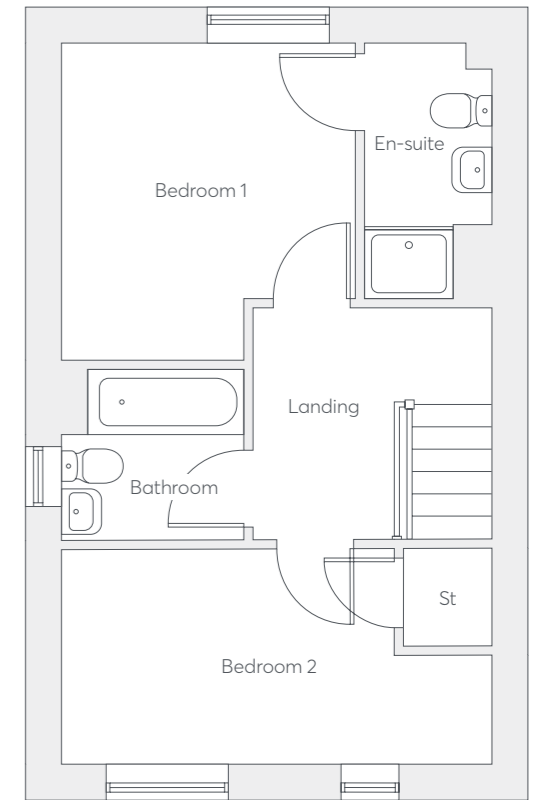 En-suite
Bedroom 1
Landing
Bathroom
St
Bedroom 2